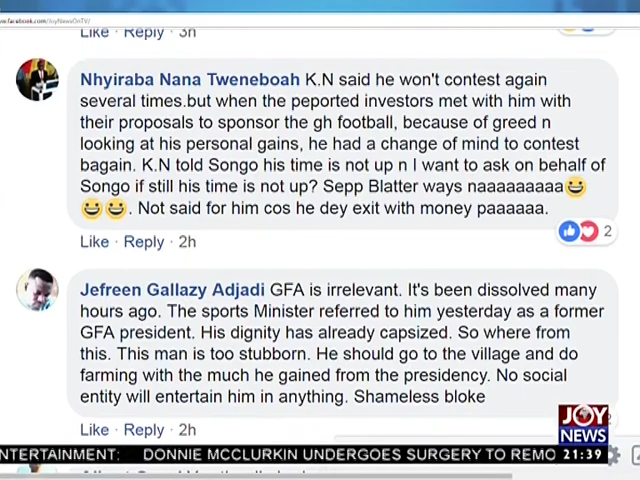 w.facebook.com/JoyNewsOnTV/
Like · Reply · 3h
Nhyiraba Nana Tweneboah K.N said he won't contest again
several times.but when the peported investors met with him with
their proposals to sponsor the gh football, because of greed n
looking at his personal gains, he had a change of mind to contest
bagain. K.N told Songo his time is not up n I want to ask on behalf of
Songo if still his time is not up? Sepp Blatter ways naaaaaaaaa😀
😀😀. Not said for him cos he dey exit with money paaaaaa.
2
Like · Reply · 2h
Jefreen Gallazy Adjadi GFA is irrelevant. It's been dissolved many
hours ago. The sports Minister referred to him yesterday as a former
GFA president. His dignity has already capsized. So where from
this. This man is too stubborn. He should go to the village and do
farming with the much he gained from the presidency. No social
entity will entertain him in anything. Shameless bloke
Like · Reply · 2h
JOY
NEWS
21:39
NTERTAINMENT: DONNIE MCCLURKIN UNDERGOES SURGERY TO REMO